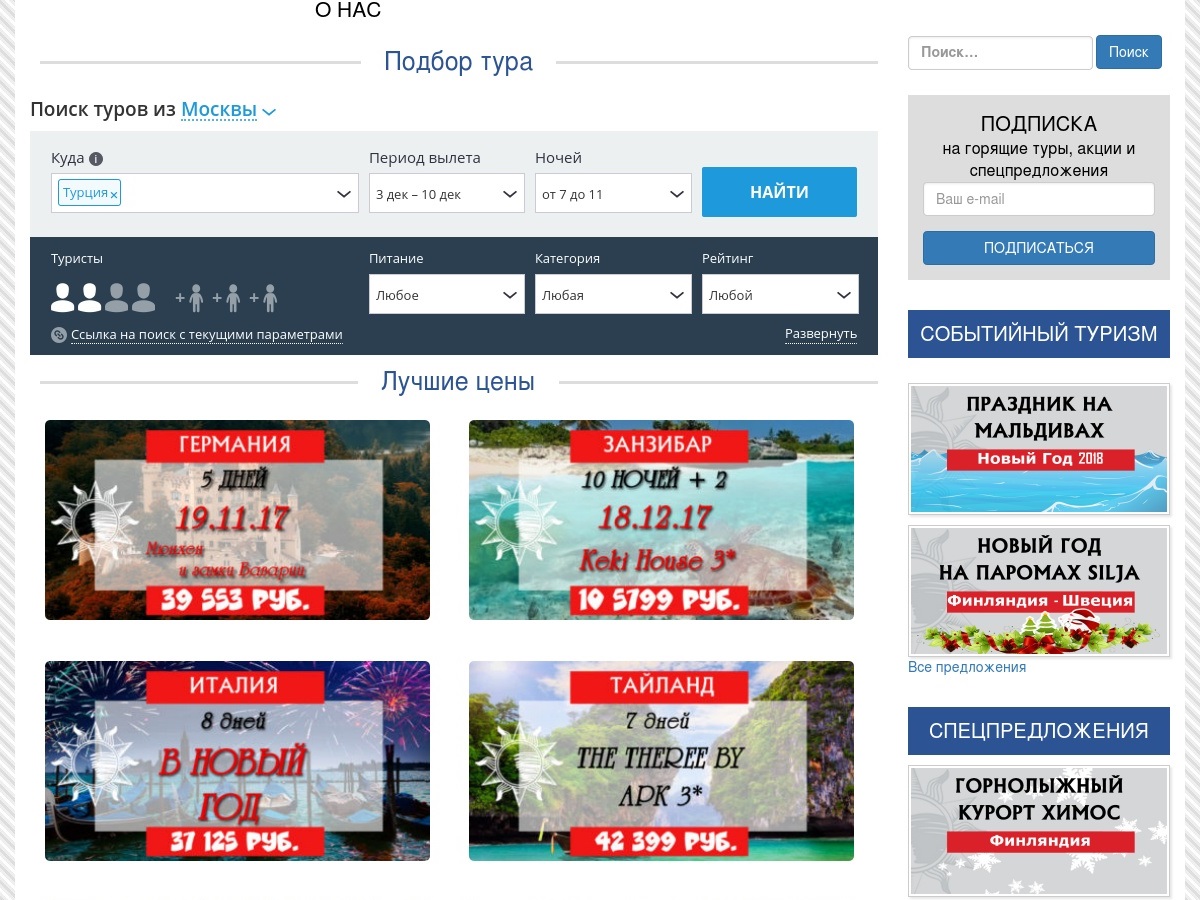 О НАС
Подбор тура
Поиск туров из Москвы
Куда
Период вылета
Ночей
Турция ×
3 дек – 10 дек
от 7 до 11
НАЙТИ
Туристы
Питание
Категория
Рейтинг
+ + +
Любое
Любая
Любой
Ссылка на поиск с текущими параметрами
Развернуть
Лучшие цены
ГЕРМАНИЯ
5 ДНЕЙ
19.11.17
Мюнхен
и замки Баварии
39 553 РУБ.
ЗАНЗИБАР
10 НОЧЕЙ + 2
18.12.17
Keki House 3*
10 5799 РУБ.
ИТАЛИЯ
8 дней
В НОВЫЙ
ГОД
37 125 РУБ.
ТАЙЛАНД
7 дней
THE THEREE BY
APK 3*
42 399 РУБ.
Поиск…
Поиск
ПОДПИСКА
на горящие туры, акции и
спецпредложения
Ваш e-mail
ПОДПИСАТЬСЯ
СОБЫТИЙНЫЙ ТУРИЗМ
ПРАЗДНИК НА
МАЛЬДИВАХ
Новый Год 2018
НОВЫЙ ГОД
НА ПАРОМАХ SILJA
Финляндия - Швеция
Все предложения
СПЕЦПРЕДЛОЖЕНИЯ
ГОРНОЛЫЖНЫЙ
КУРОРТ ХИМОС
Финляндия